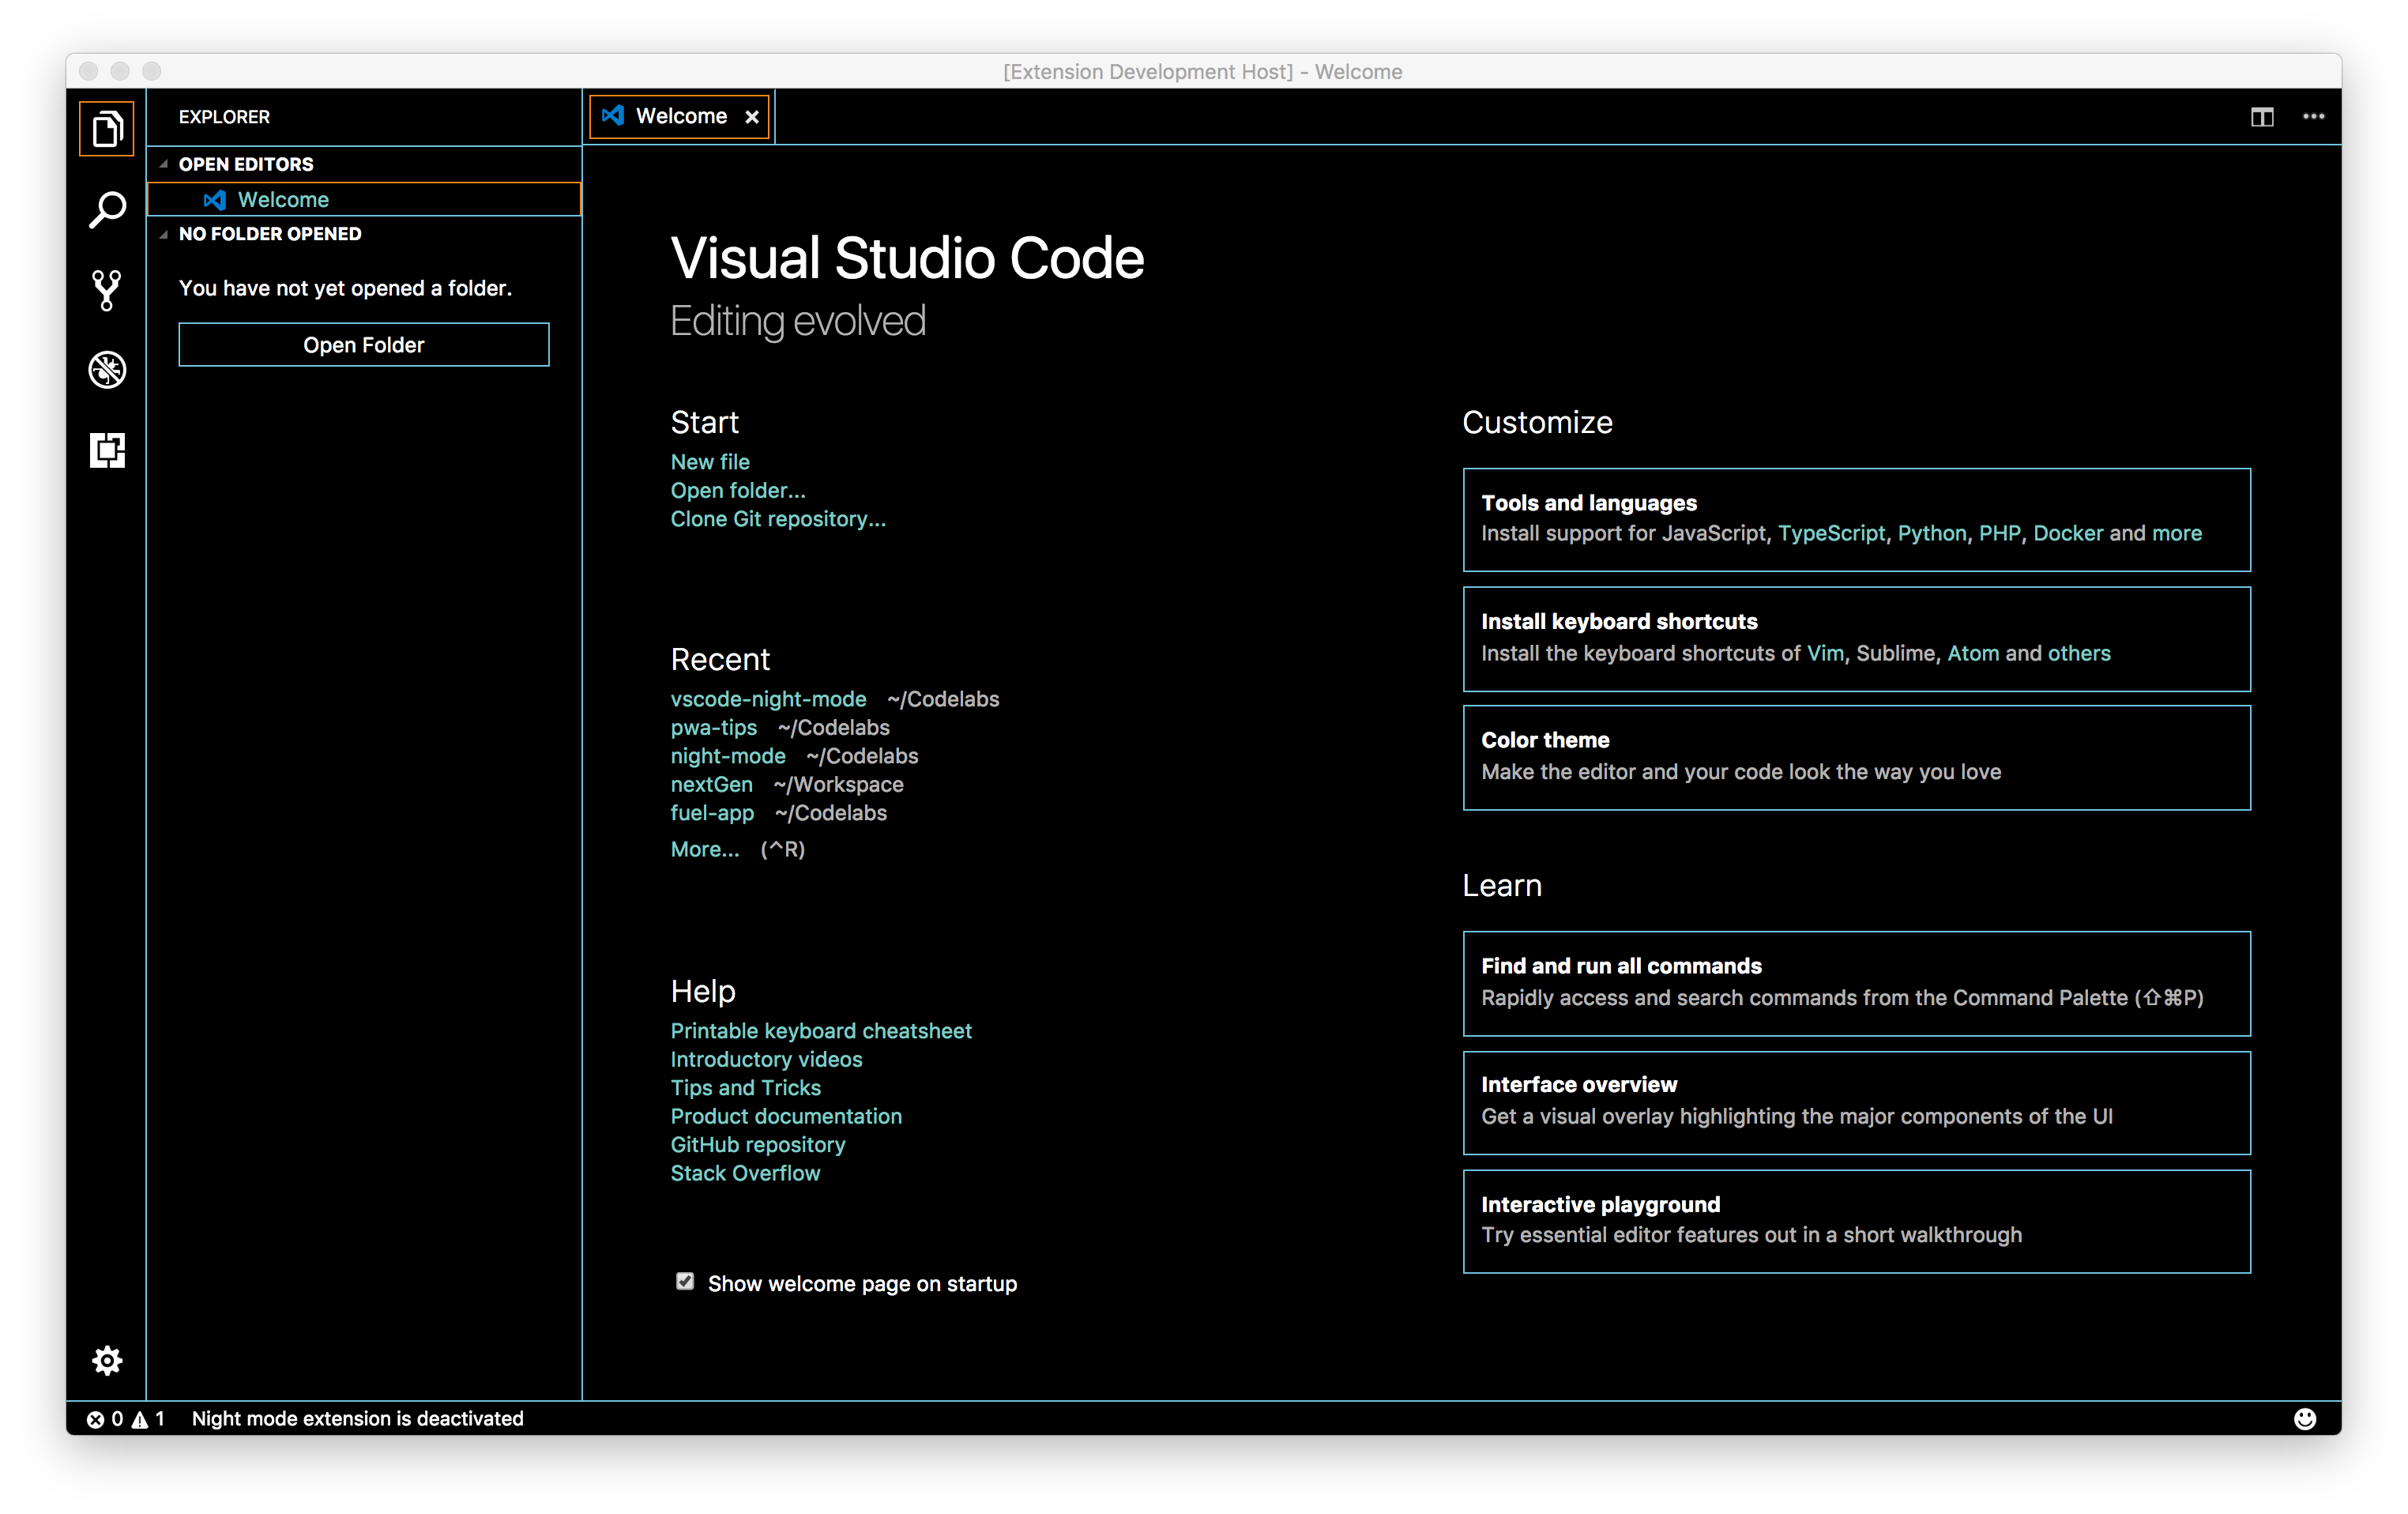 [Extension Development Host] - Welcome
EXPLORER
OPEN EDITORS
Welcome
NO FOLDER OPENED
You have not yet opened a folder.
Open Folder
Welcome
Visual Studio Code
Editing evolved
Start
New file
Open folder...
Clone Git repository...
Recent
vscode-night-mode ~/Codelabs
pwa-tips ~/Codelabs
night-mode ~/Codelabs
nextGen ~/Workspace
fuel-app ~/Codelabs
More... (^R)
Help
Printable keyboard cheatsheet
Introductory videos
Tips and Tricks
Product documentation
GitHub repository
Stack Overflow
Show welcome page on startup
Customize
Tools and languages
Install support for JavaScript, TypeScript, Python, PHP, Docker and more
Install keyboard shortcuts
Install the keyboard shortcuts of Vim, Sublime, Atom and others
Color theme
Make the editor and your code look the way you love
Learn
Find and run all commands
Rapidly access and search commands from the Command Palette (⇧⌘P)
Interface overview
Get a visual overlay highlighting the major components of the UI
Interactive playground
Try essential editor features out in a short walkthrough
0 1 Night mode extension is deactivated